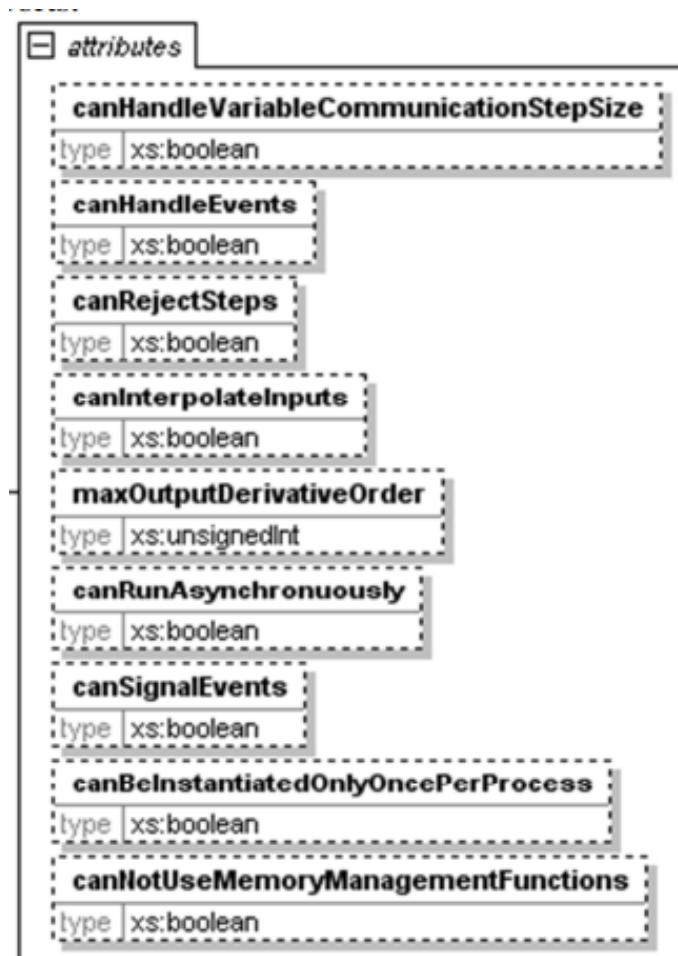 attributes
canHandleVariableCommunicationStepSize
type xs:boolean
canHandleEvents
type xs:boolean
canRejectSteps
type xs:boolean
canInterpolateInputs
type xs:boolean
maxOutputDerivativeOrder
type xs:unsignedInt
canRunAsynchronuously
type xs:boolean
canSignalEvents
type xs:boolean
canBeInstantiatedOnlyOncePerProcess
type xs:boolean
canNotUseMemoryManagementFunctions
type xs:boolean